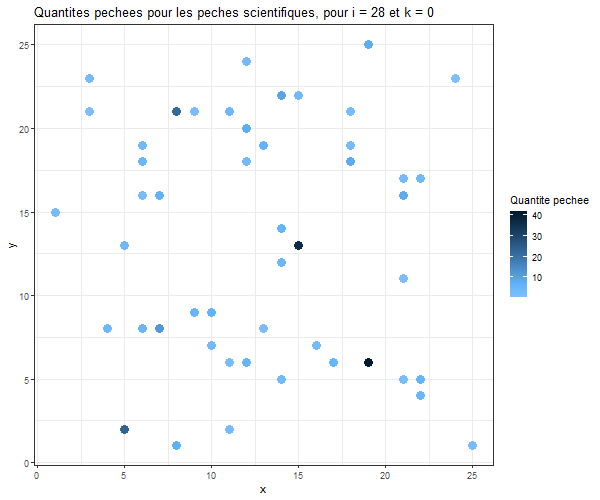 Quantites pechees pour les peches scientifiques, pour i = 28 et k = 0
25
20
15
10
5
0
y
0 5 10 15 20 25
x
Quantite pechee
40
30
20
10